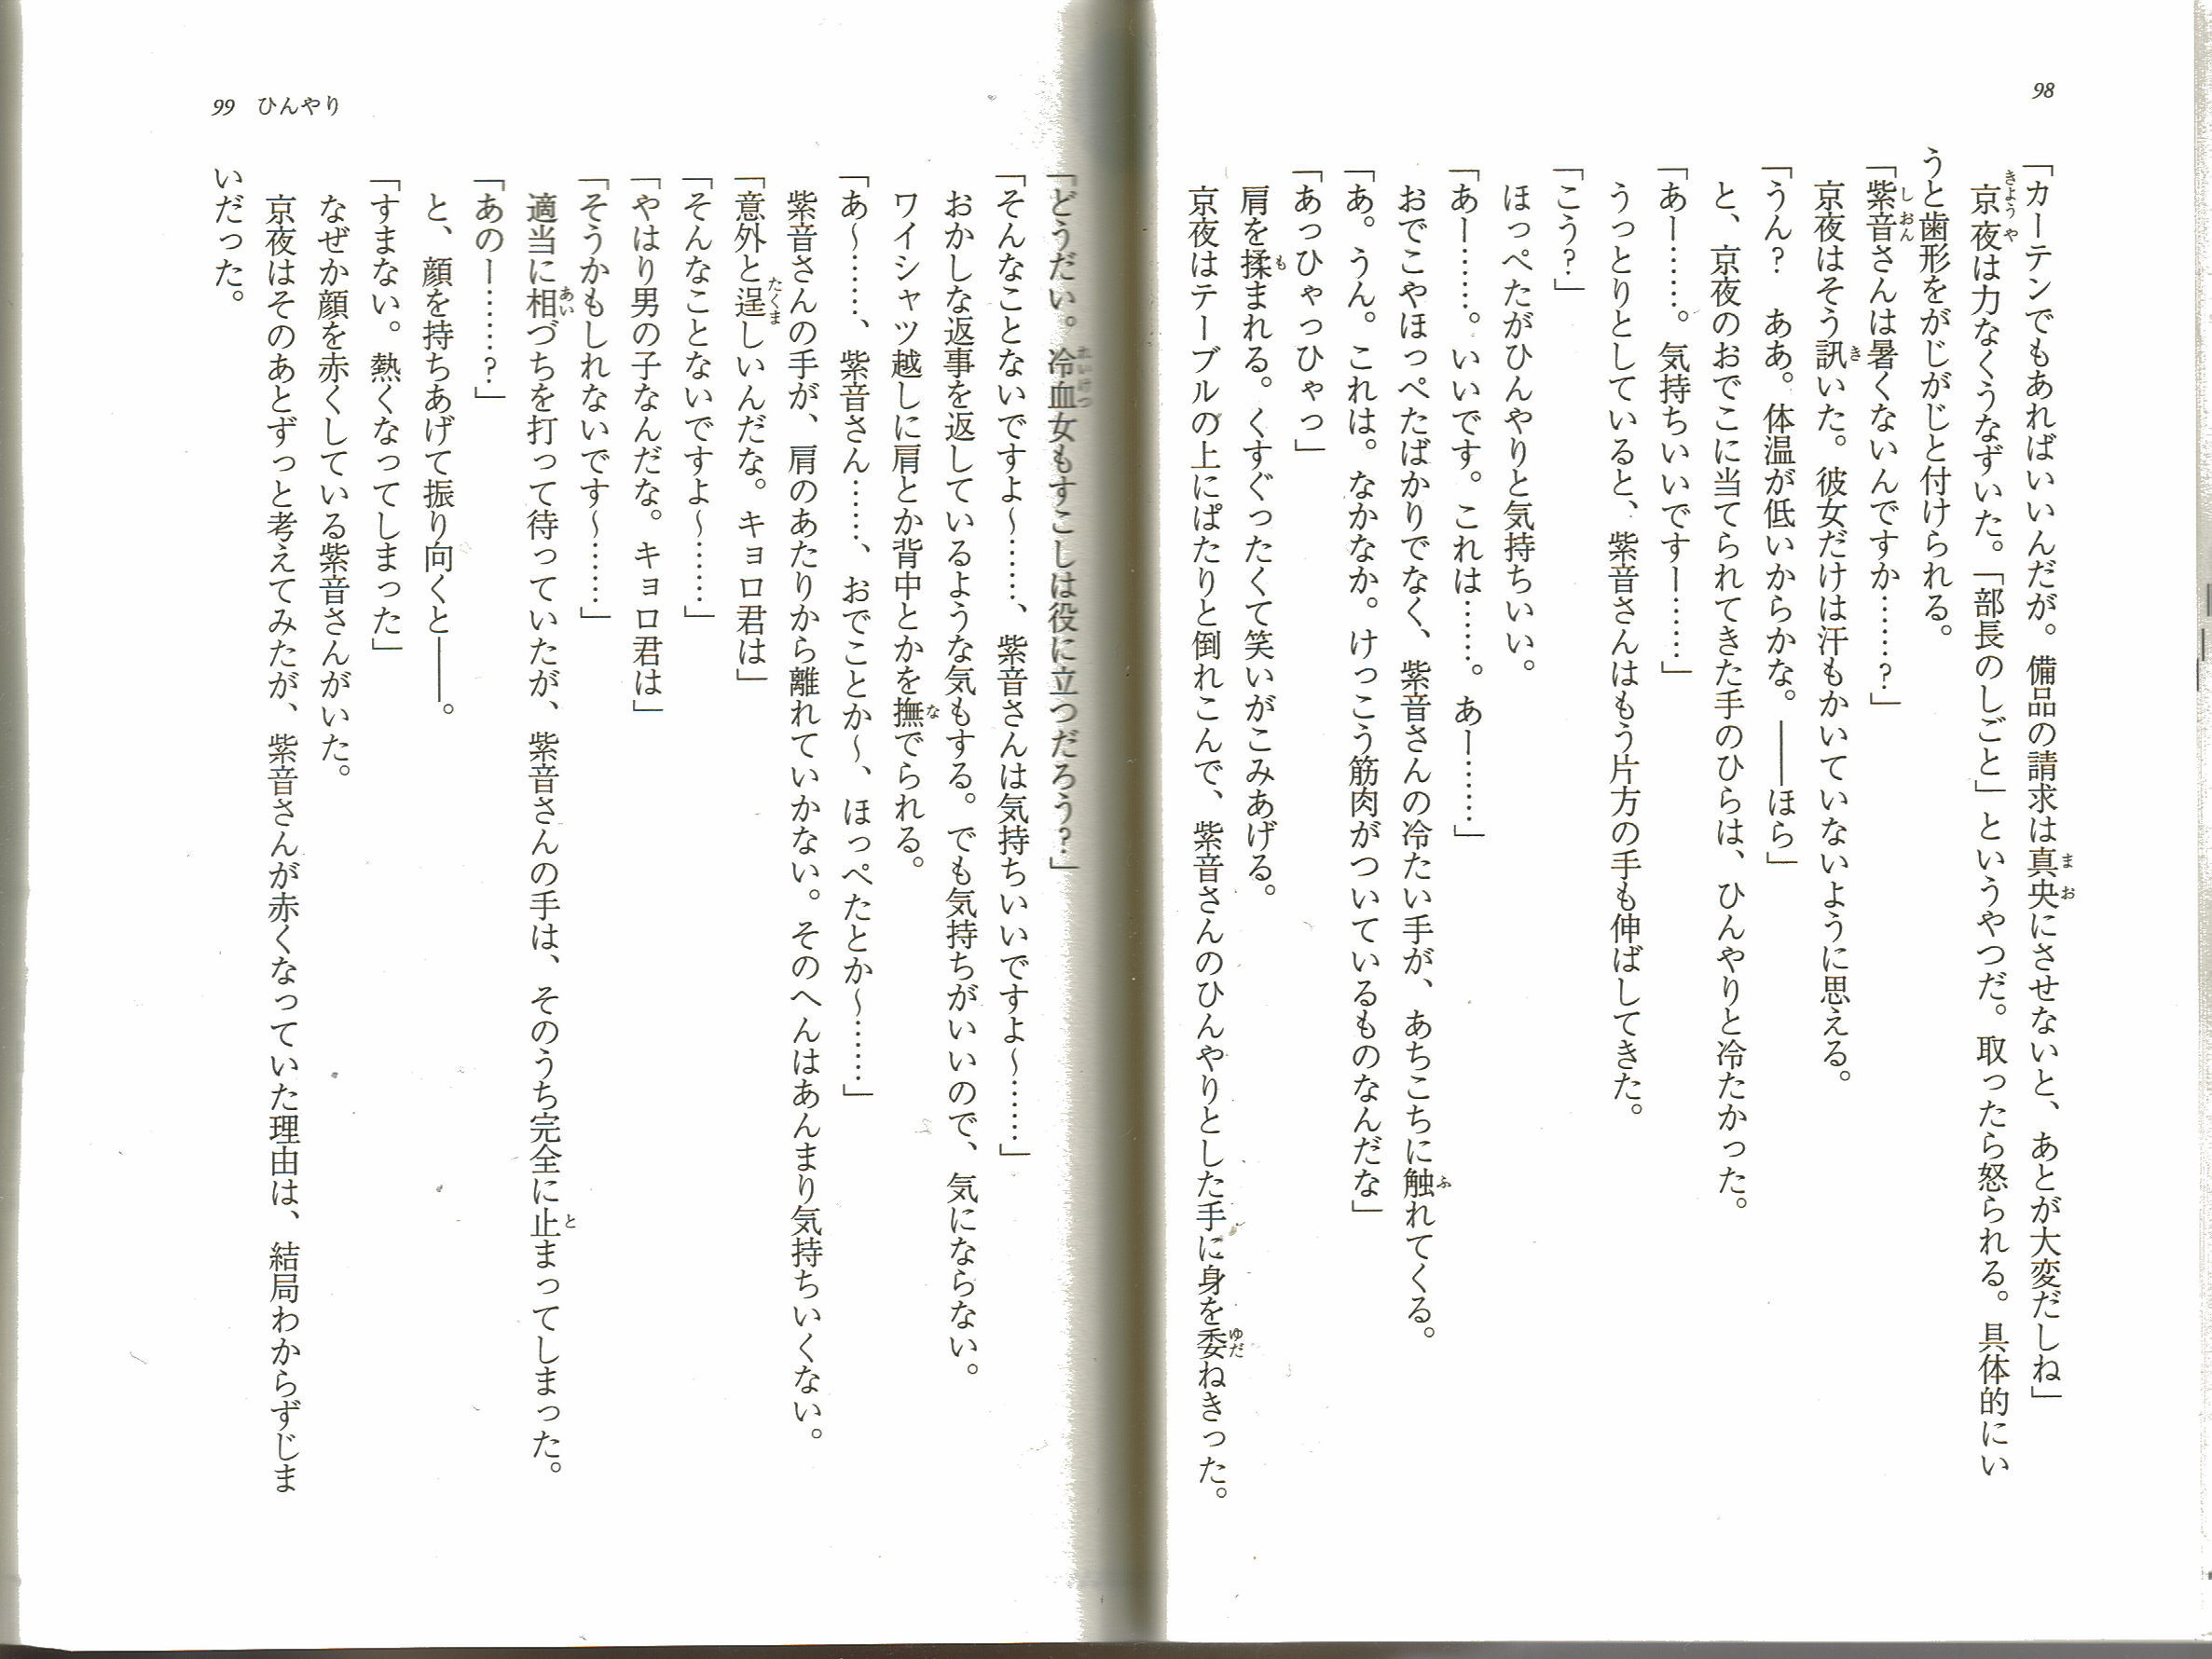 98
「カーテンでもあればいいんだが。備品の請求は真央にさせないと、あとが大変だしね」
京夜は力なくうなずいた。「部長のしごと」というやつだ。取ったら怒られる。具体的にい
うと歯形をがじがじと付けられる。
「紫音さんは暑くないんですか……?」
京夜はそう訊いた。彼女だけは汗もかいていないように思える。
「うん? ああ。体温が低いからかな。――ほら」
と、京夜のおでこに当てられてきた手のひらは、ひんやりと冷たかった。
「あー……。気持ちいいですー……」
うっとりとしていると、紫音さんはもう片方の手も伸ばしてきた。
「こう?」
ほっぺたがひんやりと気持ちいい。
「あー……。いいです。これは……。あー……」
おでこやほっぺたばかりでなく、紫音さんの冷たい手が、あちこちに触れてくる。
「あ。うん。これは。なかなか。けっこう筋肉がついているものなんだな」
「あっひゃっひゃっ」
肩を揉まれる。くすぐったくて笑いがこみあげる。
京夜はテーブルの上にぱたりと倒れこんで、紫音さんのひんやりとした手に身を委ねきった。
99 ひんやり
「どうだい。冷血女もすこしは役に立つだろう?」
「そんなことないですよ～……、紫音さんは気持ちいいですよ～……」
おかしな返事を返しているような気もする。でも気持ちがいいので、気にならない。
ワイシャツ越しに肩とか背中とかを撫でられる。
「あ～……、紫音さん……、おでことか～、ほっぺたとか～……」
紫音さんの手が、肩のあたりから離れていかない。そのへんはあんまり気持ちいくない。
「意外と逞しいんだな。キョロ君は」
「そんなことないですよ～……」
「やはり男の子なんだな。キョロ君は」
「そうかもしれないです～……」
適当に相づちを打って待っていたが、紫音さんの手は、そのうち完全に止まってしまった。
「あのー……?」
と、顔を持ちあげて振り向くと――。
「すまない。熱くなってしまった」
なぜか顔を赤くしている紫音さんがいた。
京夜はそのあとずっと考えてみたが、紫音さんが赤くなっていた理由は、結局わからずじま
いだった。